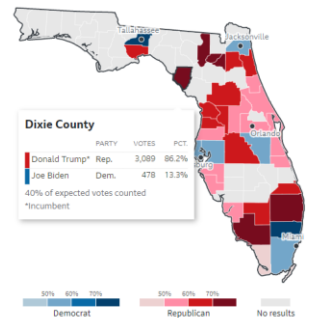 Tallahassee
Jacksonville
Dixie County
PARTY VOTES PCT.
Donald Trump* Rep. 3,089 86.2%
Joe Biden Dem. 478 13.3%
40% of expected votes counted
*Incumbent
Orlando
burg
Miami
50% 60% 70% 50% 60% 70%
Democrat Republican No results